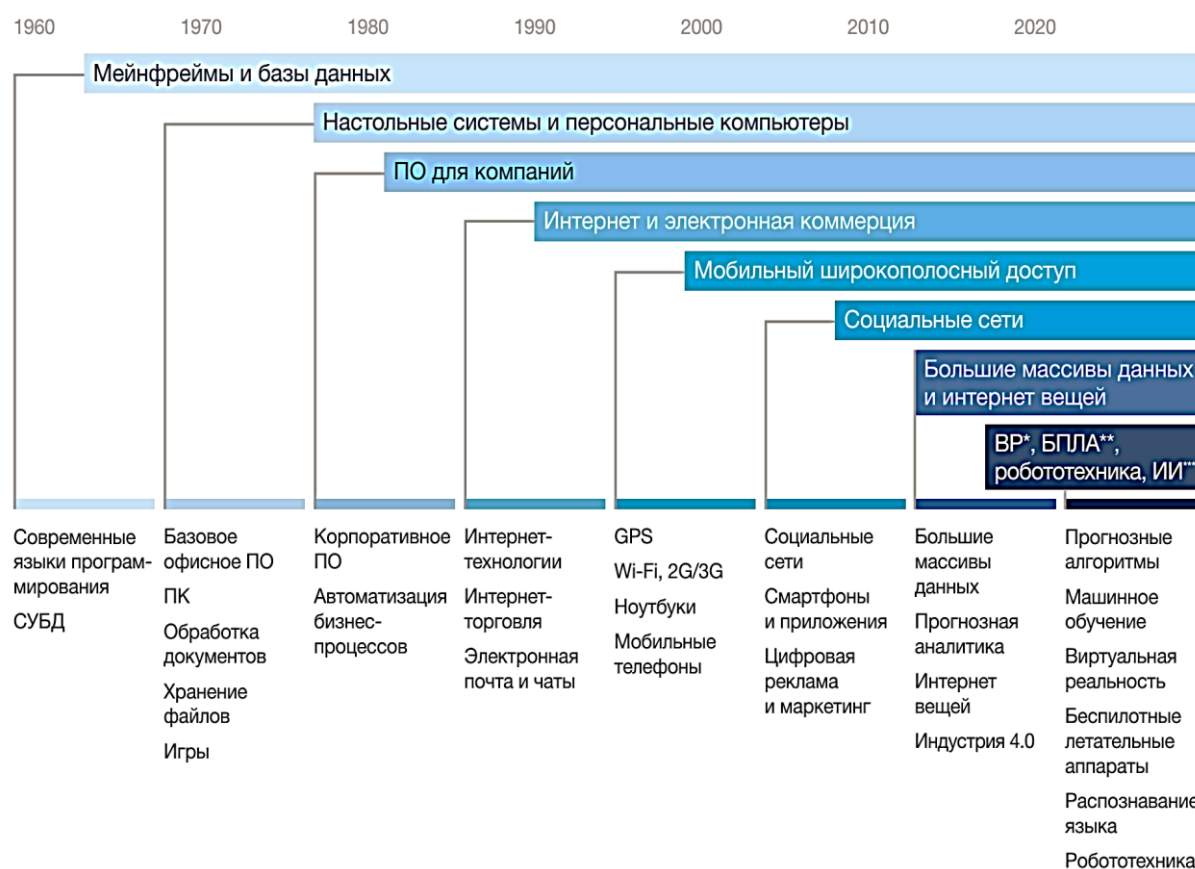 1960 1970 1980 1990 2000 2010 2020
Мейнфреймы и базы данных
Настольные системы и персональные компьютеры
ПО для компаний
Интернет и электронная коммерция
Мобильный широкополосный доступ
Социальные сети
Большие массивы данных
и интернет вещей
ВР*, БПЛА**,
робототехника, ИИ***
Современные
языки програм-
мирования
СУБД
Базовое
офисное ПО
ПК
Обработка
документов
Хранение
файлов
Игры
Корпоративное
ПО
Автоматизация
бизнес-
процессов
Интернет-
технологии
Интернет-
торговля
Электронная
почта и чаты
GPS
Wi-Fi, 2G/3G
Ноутбуки
Мобильные
телефоны
Социальные
сети
Смартфоны
и приложения
Цифровая
реклама
и маркетинг
Большие
массивы
данных
Прогнозная
аналитика
Интернет
вещей
Индустрия 4.0
Прогнозные
алгоритмы
Машинное
обучение
Виртуальная
реальность
Беспилотные
летательные
аппараты
Распознавание
языка
Робототехника